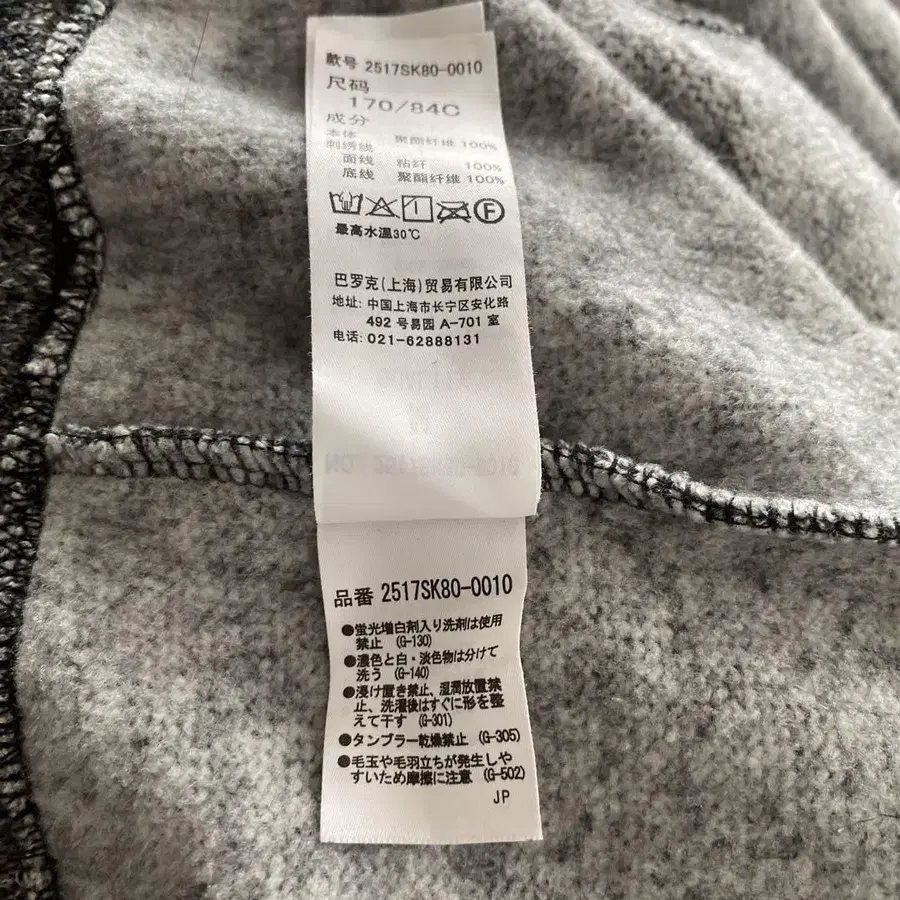 款号 2517SK80-0010
尺码
170/84C
成分
本体 聚酯纤维 100%
刺绣线
面线 粘纤 100%
底线 聚酯纤维 100%
F
最高水温30℃
巴罗克(上海)贸易有限公司
地址: 中国上海市长宁区安化路
492 号易园 A-701 室
电话: 021-62888131
品番 2517SK80-0010
●蛍光増白剤入り洗剤は使用
禁止 (G-130)
●濃色と白・淡色物は分けて
洗う (G-140)
●浸け置き禁止、湿潤放置禁
止、洗濯後はすぐに形を整
えて干す (G-301)
●タンブラー乾燥禁止 (G-305)
●毛玉や毛羽立ちが発生しや
すいため摩擦に注意 (G-502)
JP